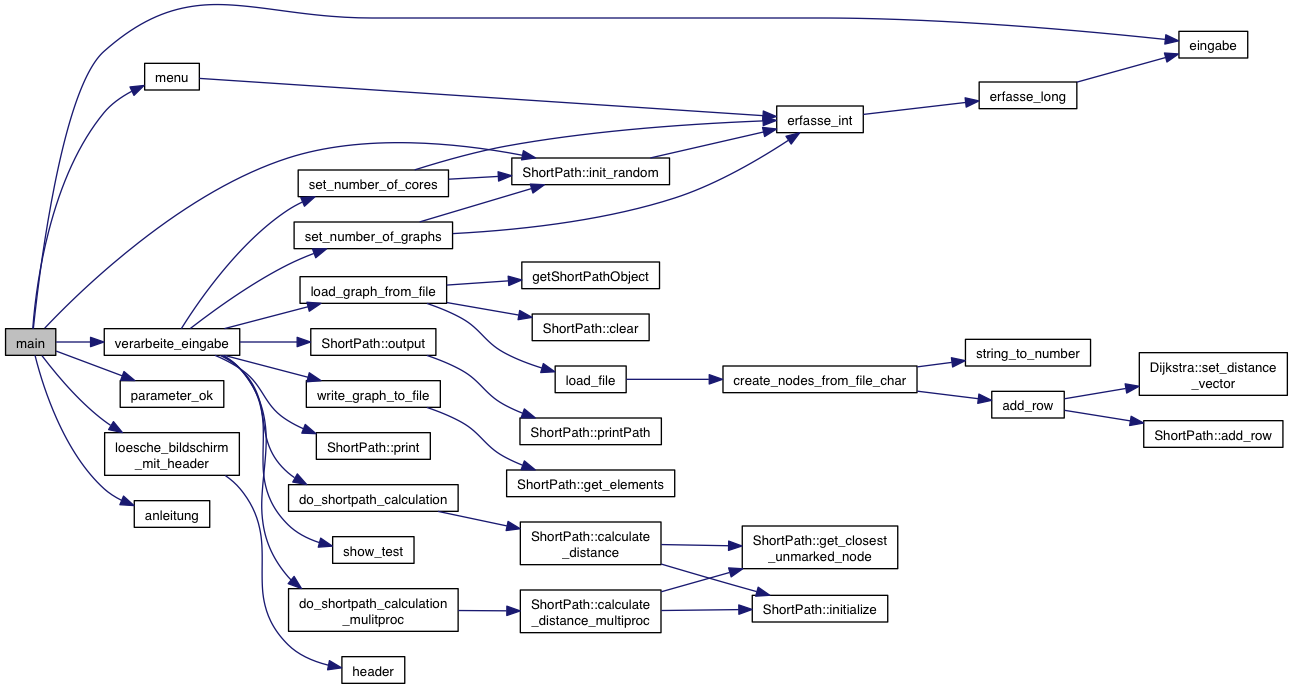 main
menu
verarbeite_eingabe
parameter_ok
loesche_bildschirm
_mit_header
anleitung
set_number_of_cores
set_number_of_graphs
load_graph_from_file
ShortPath::output
write_graph_to_file
ShortPath::print
do_shortpath_calculation
show_test
do_shortpath_calculation
_mulitproc
header
ShortPath::init_random
getShortPathObject
ShortPath::clear
load_file
ShortPath::printPath
ShortPath::get_elements
ShortPath::calculate
_distance
ShortPath::calculate
_distance_multiproc
erfasse_int
create_nodes_from_file_char
ShortPath::get_closest
_unmarked_node
ShortPath::initialize
erfasse_long
string_to_number
add_row
eingabe
Dijkstra::set_distance
_vector
ShortPath::add_row